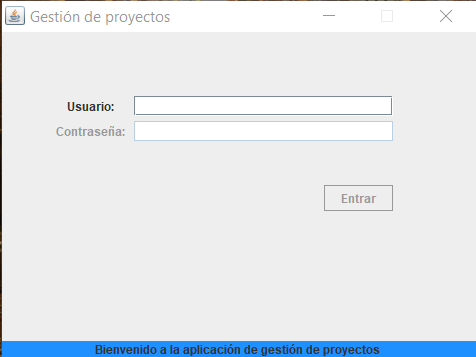 Gestión de proyectos
Usuario:
Contraseña:
Entrar
Bienvenido a la aplicación de gestión de proyectos